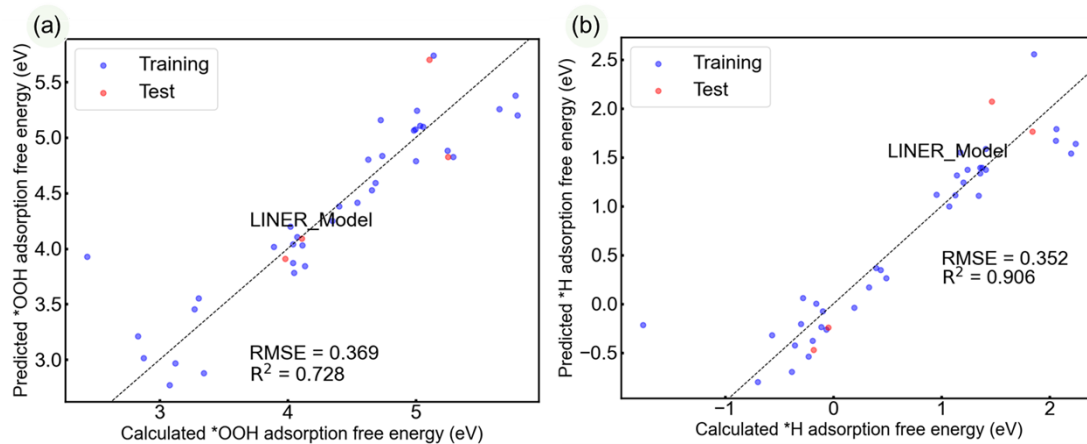 (a)
Predicted *OOH adsorption free energy (eV)
5.5
5.0
4.5
4.0
3.5
3.0
Training
Test
LINER_Model
RMSE = 0.369
R² = 0.728
3
4
5
Calculated *OOH adsorption free energy (eV)
(b)
Predicted *H adsorption free energy (eV)
2.5
2.0
1.5
1.0
0.5
0.0
−0.5
Training
Test
LINER_Model
RMSE = 0.352
R² = 0.906
−1
0
1
2
Calculated *H adsorption free energy (eV)